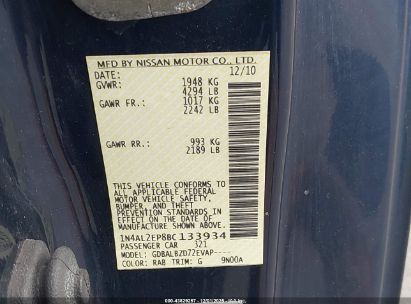 MFD BY NISSAN MOTOR CO., LTD.
DATE: 12/10
GVWR: 1948 KG
4294 LB
GAWR FR.: 1017 KG
2242 LB
GAWR RR.: 993 KG
2189 LB
THIS VEHICLE CONFORMS TO ALL
APPLICABLE U.S. FEDERAL
MOTOR VEHICLE SAFETY,
BUMPER, AND THEFT
PREVENTION STANDARDS IN
EFFECT ON THE DATE OF
MANUFACTURE SHOWN ABOVE.
1N4AL2EP8BC133934
PASSENGER CAR 321
MODEL: GDBALBZD72EVAP----
COLOR: RAB TRIM: G 9N00A